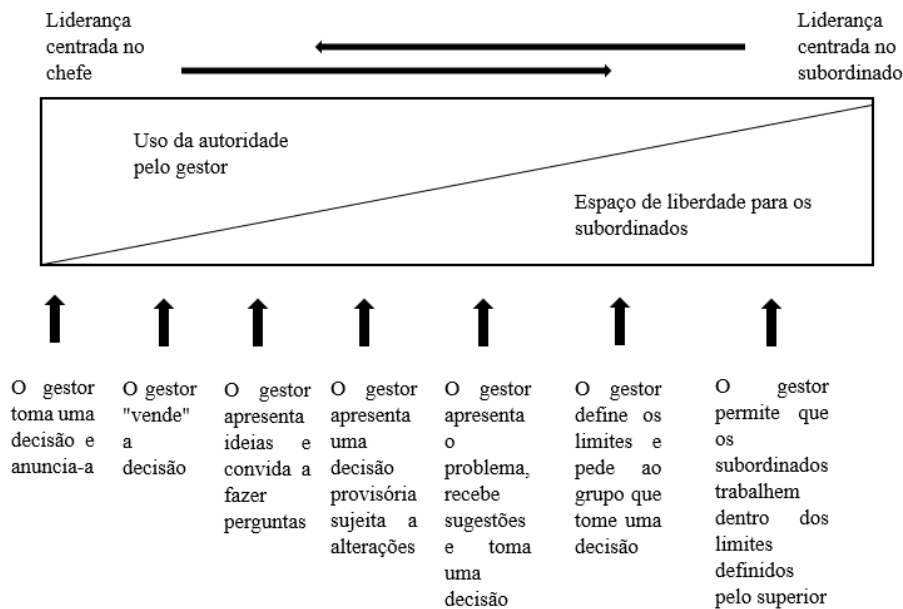 Liderança
centrada no
chefe
Liderança
centrada no
subordinado
Uso da autoridade
pelo gestor
Espaço de liberdade para os
subordinados
O gestor
toma uma
decisão e
anuncia-a
O gestor
"vende"
a
decisão
O gestor
apresenta
ideias e
convida a
fazer
perguntas
O gestor
apresenta
uma
decisão
provisória
sujeita a
alterações
O gestor
apresenta
o
problema,
recebe
sugestões
e toma
uma
decisão
O gestor
define os
limites e
pede ao
grupo que
tome uma
decisão
O gestor
permite que
os
subordinados
trabalhem
dentro dos
limites
definidos
pelo superior